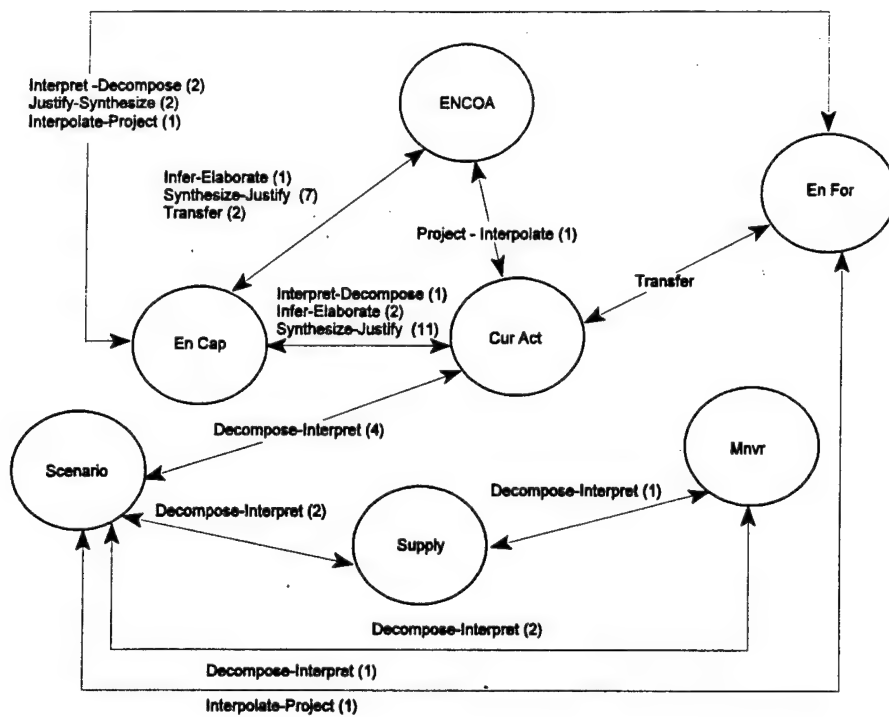 Interpret -Decompose (2)
Justify-Synthesize (2)
Interpolate-Project (1)
ENCOA
En For
Infer-Elaborate (1)
Synthesize-Justify (7)
Transfer (2)
Project - Interpolate (1)
Transfer
Interpret-Decompose (1)
Infer-Elaborate (2)
Synthesize-Justify (11)
En Cap
Cur Act
Decompose-Interpret (4)
Mnvr
Scenario
Decompose-Interpret (1)
Decompose-Interpret (2)
Supply
Decompose-Interpret (2)
Decompose-Interpret (1)
Interpolate-Project (1)